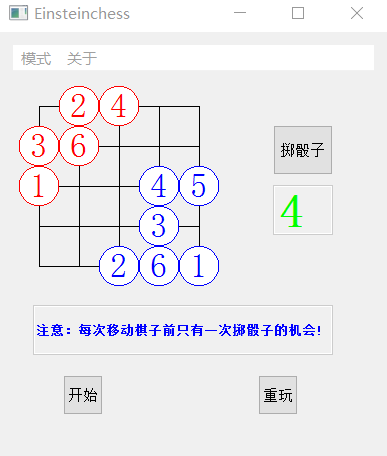 Einsteinchess
模式 关于
2 4
3 6
1 4 5
3
2 6 1
掷骰子
4
注意：每次移动棋子前只有一次掷骰子的机会！
开始 重玩